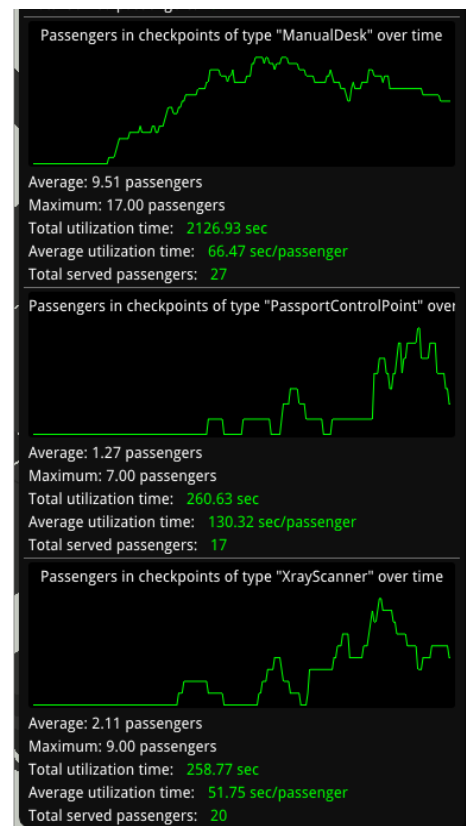 Passengers in checkpoints of type "ManualDesk" over time
Average: 9.51 passengers
Maximum: 17.00 passengers
Total utilization time: 2126.93 sec
Average utilization time: 66.47 sec/passenger
Total served passengers: 27
Passengers in checkpoints of type "PassportControlPoint" over
Average: 1.27 passengers
Maximum: 7.00 passengers
Total utilization time: 260.63 sec
Average utilization time: 130.32 sec/passenger
Total served passengers: 17
Passengers in checkpoints of type "XrayScanner" over time
Average: 2.11 passengers
Maximum: 9.00 passengers
Total utilization time: 258.77 sec
Average utilization time: 51.75 sec/passenger
Total served passengers: 20